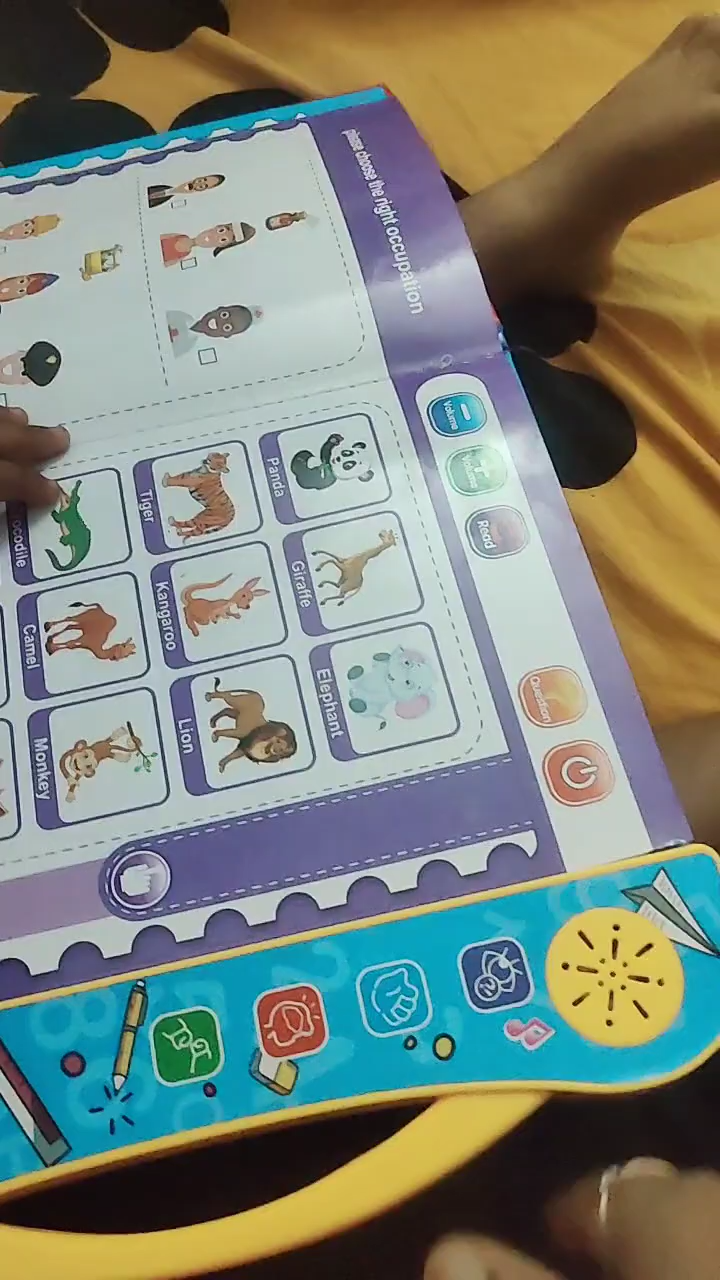 please choose the right occupation
Volume
Volume
Read
Question
Panda
Giraffe
Elephant
Tiger
Kangaroo
Lion
ocodile
Camel
Monkey